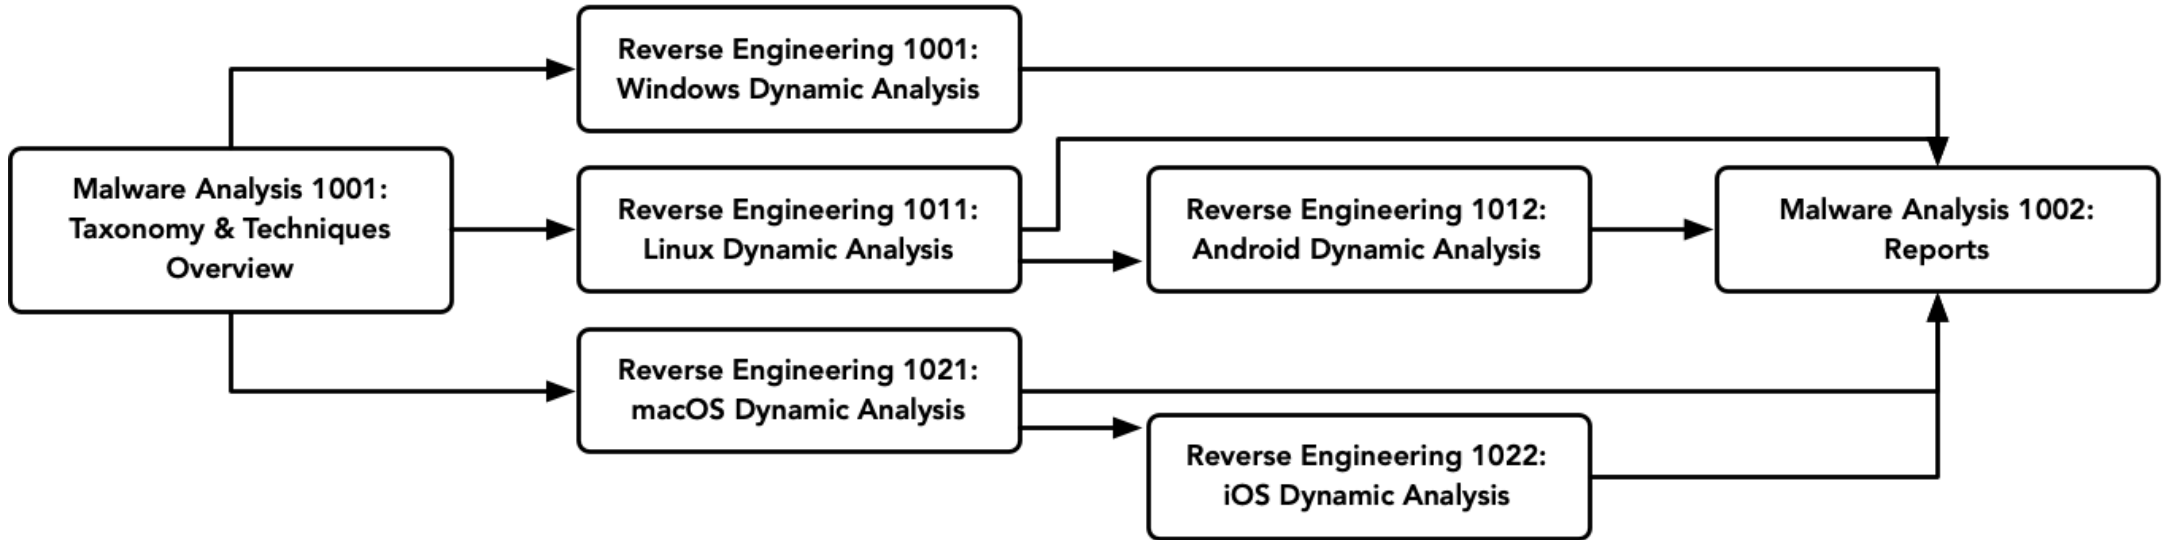 Reverse Engineering 1001:
Windows Dynamic Analysis
Malware Analysis 1001:
Taxonomy & Techniques
Overview
Reverse Engineering 1011:
Linux Dynamic Analysis
Reverse Engineering 1012:
Android Dynamic Analysis
Malware Analysis 1002:
Reports
Reverse Engineering 1021:
macOS Dynamic Analysis
Reverse Engineering 1022:
iOS Dynamic Analysis